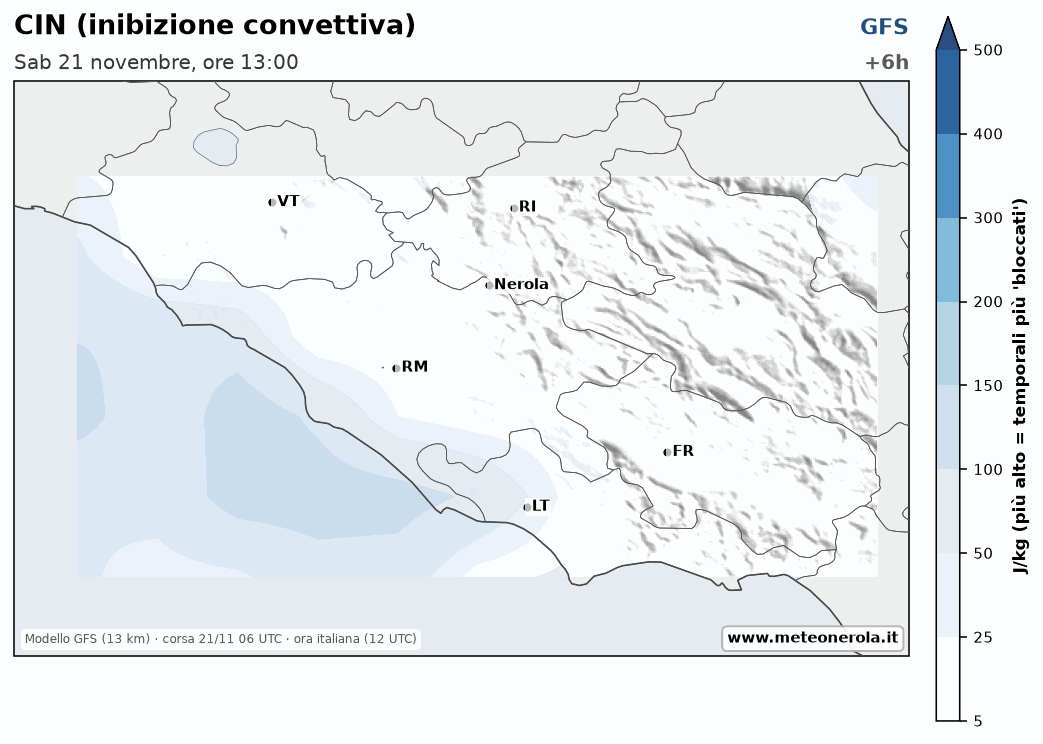 CIN (inibizione convettiva)
GFS
Sab 21 novembre, ore 13:00
+6h
VT
RI
Nerola
RM
FR
LT
500
400
300
200
150
100
50
25
5
J/kg (più alto = temporali più 'bloccati')
Modello GFS (13 km) · corsa 21/11 06 UTC · ora italiana (12 UTC)
www.meteonerola.it